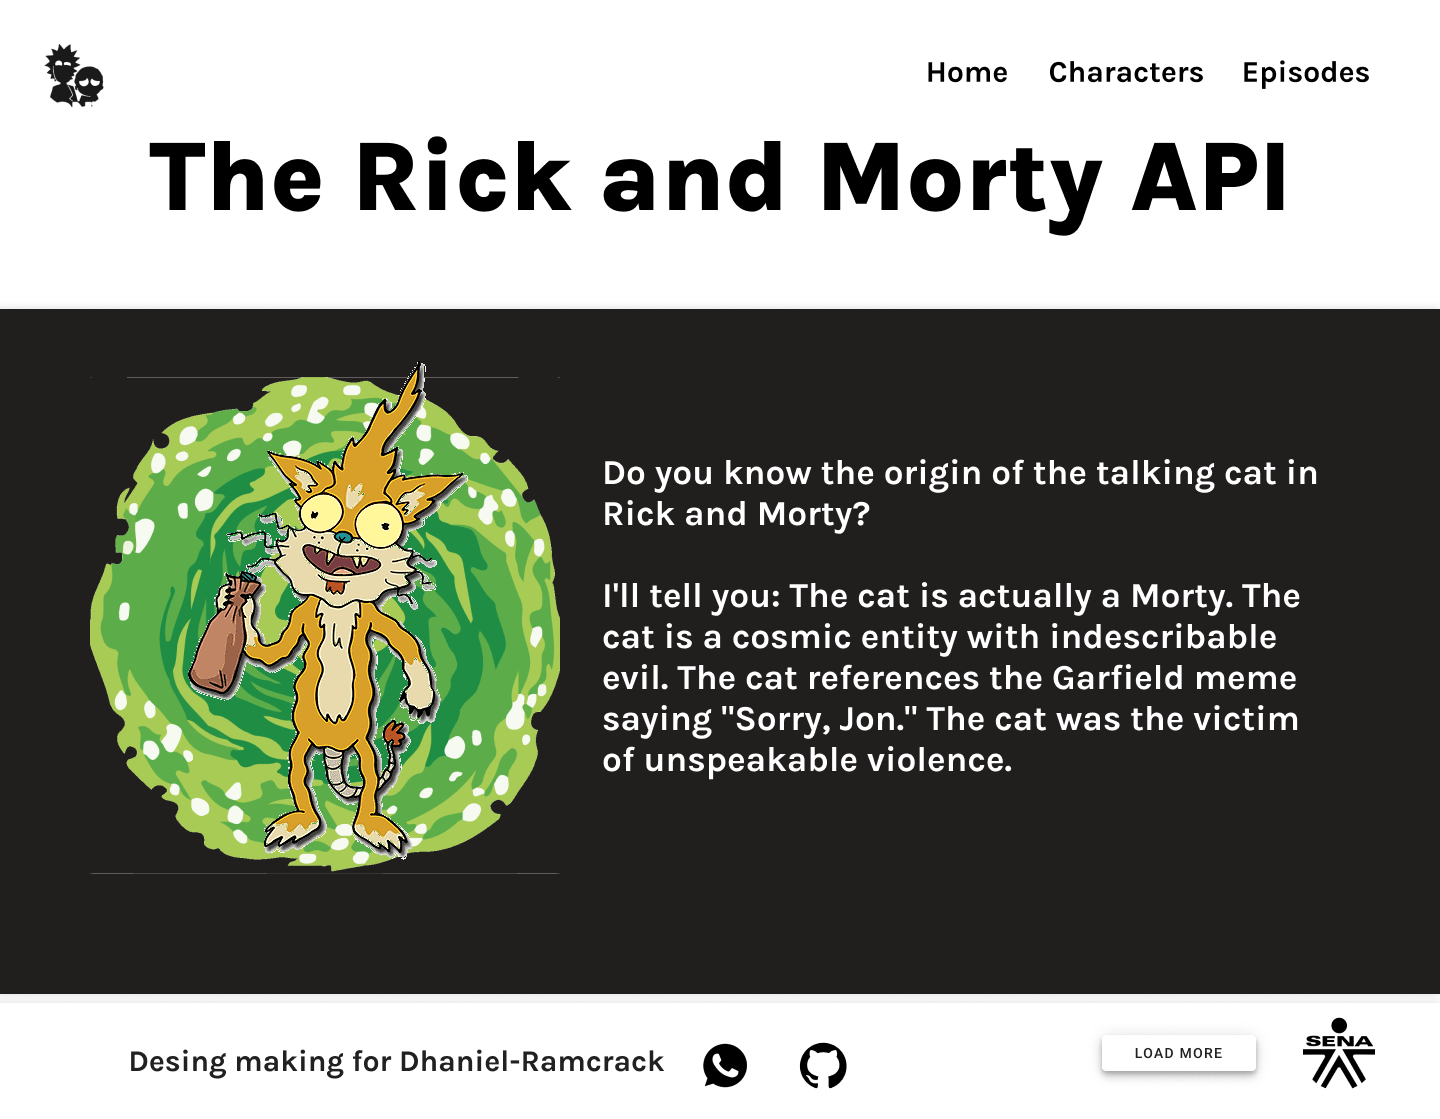 Home Characters Episodes
The Rick and Morty API
Do you know the origin of the talking cat in
Rick and Morty?
I'll tell you: The cat is actually a Morty. The
cat is a cosmic entity with indescribable
evil. The cat references the Garfield meme
saying "Sorry, Jon." The cat was the victim
of unspeakable violence.
Desing making for Dhaniel-Ramcrack
LOAD MORE
SENA